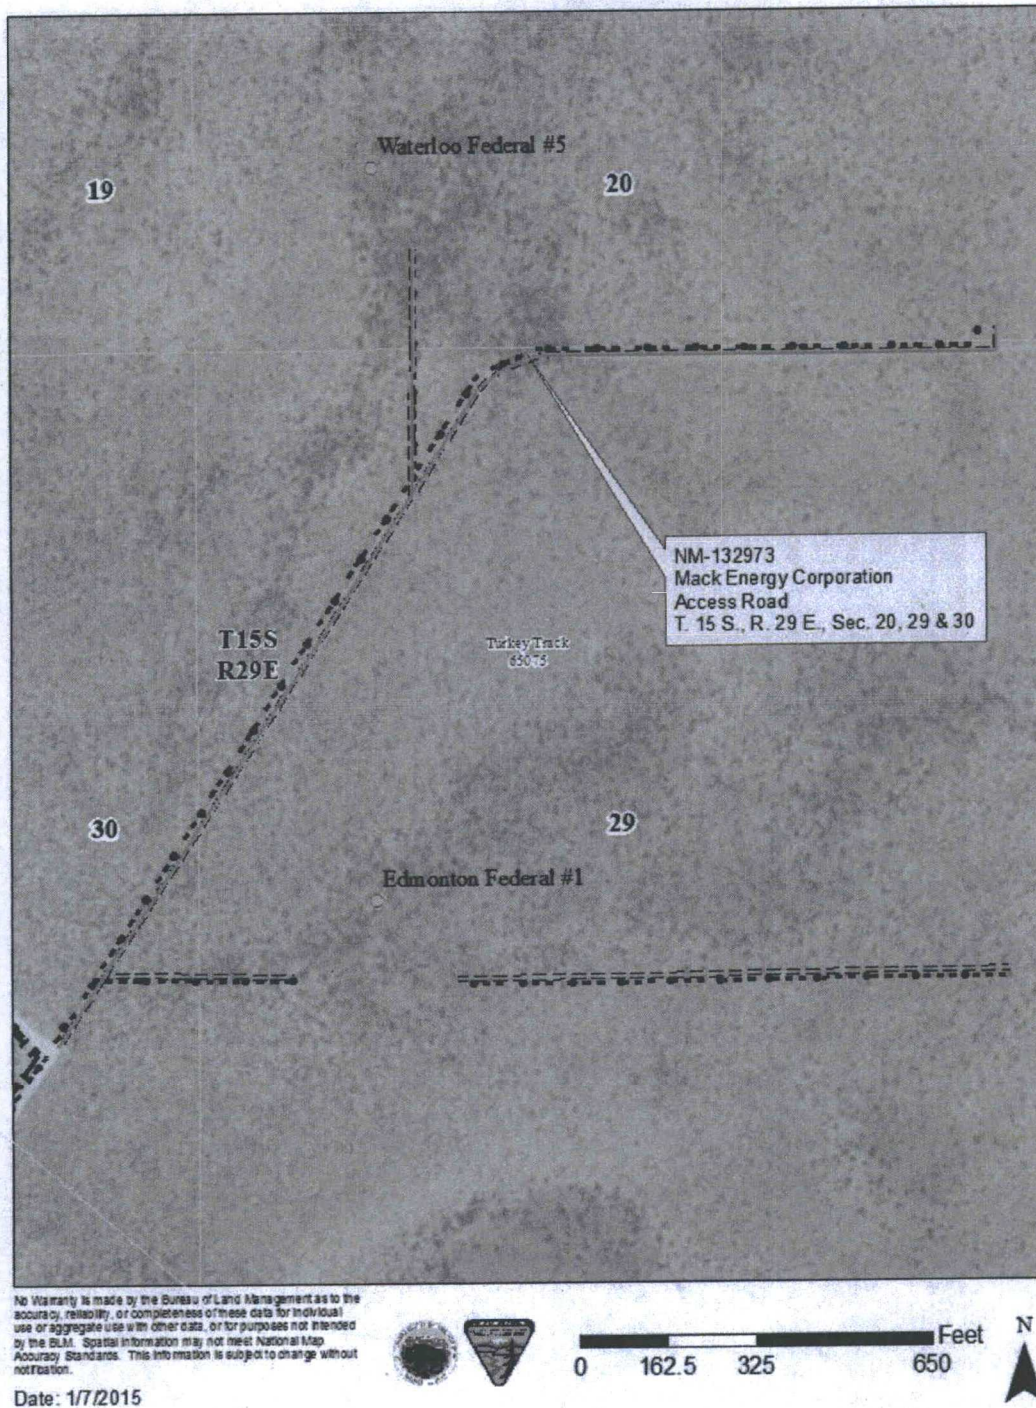 Waterloo Federal #5
19
20
NM-132973
Mack Energy Corporation
Access Road
T. 15 S., R. 29 E., Sec. 20, 29 & 30
T15S
R29E
Turkey Track
65075
30
29
Edmonton Federal #1
No Warranty is made by the Bureau of Land Management as to the
accuracy, reliability, or completeness of these data for individual
use or aggregate use with other data, or for purposes not intended
by the BLM. Spatial information may not meet National Map
Accuracy Standards. This information is subject to change without
notification.
Date: 1/7/2015
Feet
0 162.5 325 650
N